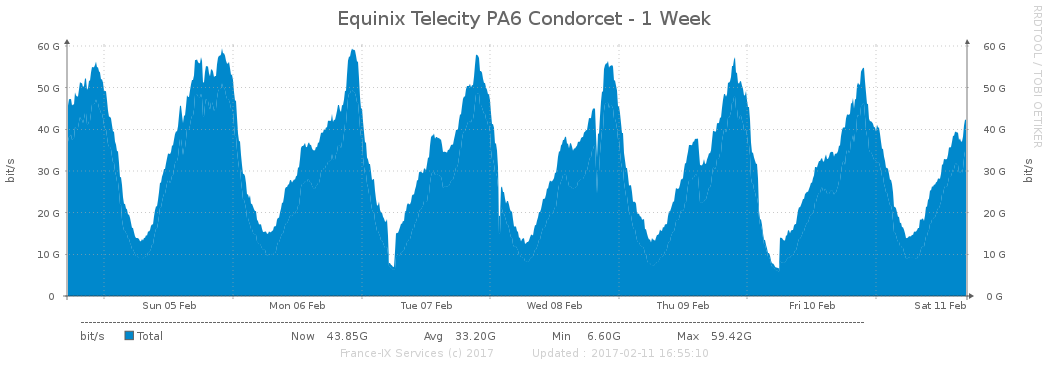 Equinix Telecity PA6 Condorcet - 1 Week
RRDTOOL / TOBI OETIKER
bit/s
60 G
50 G
40 G
30 G
20 G
10 G
0
60 G
50 G
40 G
30 G
20 G
10 G
0 G
bit/s
Sun 05 Feb Mon 06 Feb Tue 07 Feb Wed 08 Feb Thu 09 Feb Fri 10 Feb Sat 11 Feb
bit/s Total Now 43.85G Avg 33.20G Min 6.60G Max 59.42G
France-IX Services (c) 2017 Updated : 2017-02-11 16:55:10